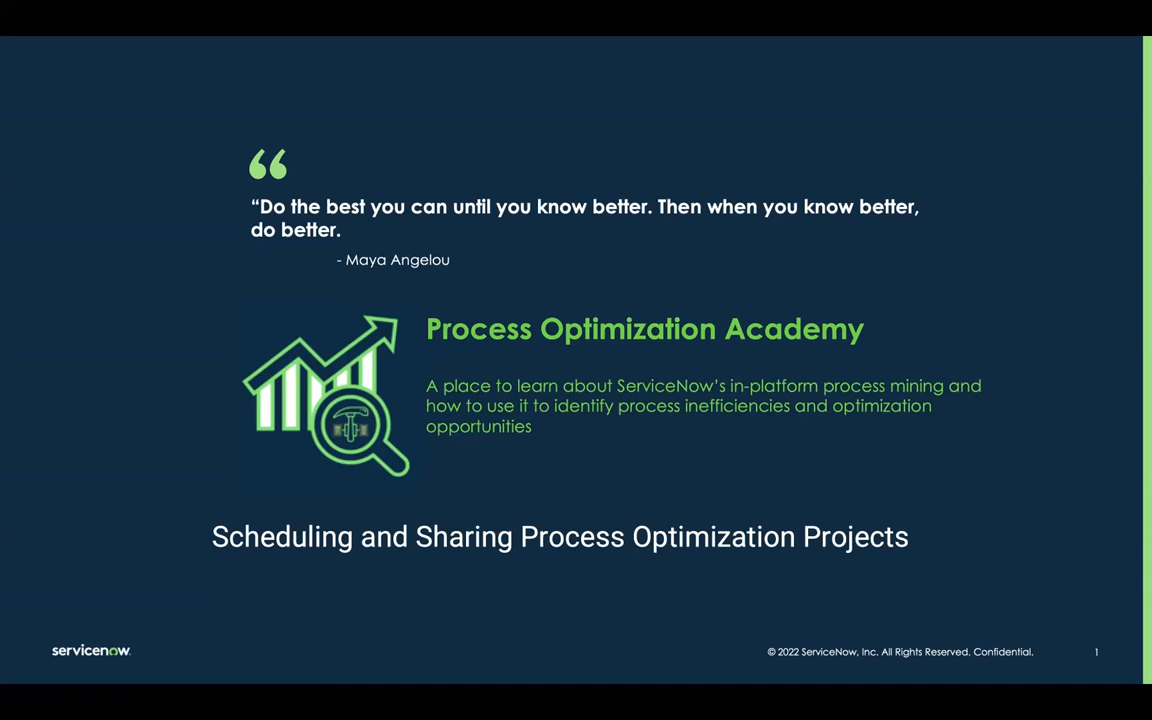 “
“Do the best you can until you know better. Then when you know better,
do better.
- Maya Angelou
Process Optimization Academy
A place to learn about ServiceNow’s in-platform process mining and
how to use it to identify process inefficiencies and optimization
opportunities
Scheduling and Sharing Process Optimization Projects
servicenow.
© 2022 ServiceNow, Inc. All Rights Reserved. Confidential.
1